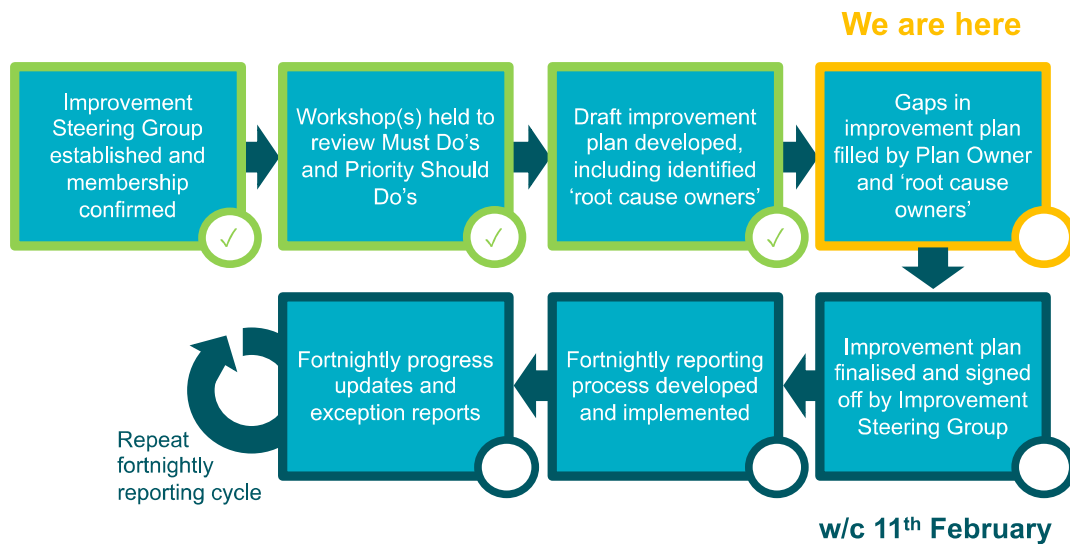 We are here
Improvement
Steering Group
established and
membership
confirmed
Workshop(s) held to
review Must Do’s
and Priority Should
Do’s
Draft improvement
plan developed,
including identified
‘root cause owners’
Gaps in
improvement plan
filled by Plan Owner
and ‘root cause
owners’
Improvement plan
finalised and signed
off by Improvement
Steering Group
Fortnightly reporting
process developed
and implemented
Fortnightly progress
updates and
exception reports
Repeat
fortnightly
reporting cycle
w/c 11th February